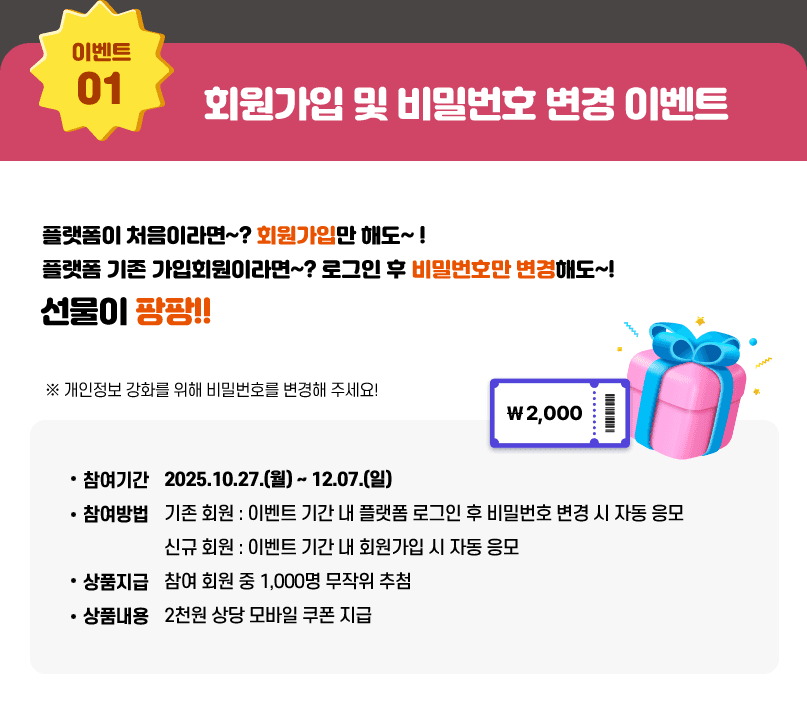 이벤트
01
회원가입 및 비밀번호 변경 이벤트
플랫폼이 처음이라면~? 회원가입만 해도~ !
플랫폼 기존 가입회원이라면~? 로그인 후 비밀번호만 변경해도~!
선물이 팡팡!!
※ 개인정보 강화를 위해 비밀번호를 변경해 주세요!
₩2,000
• 참여기간 2025.10.27.(월) ~ 12.07.(일)
• 참여방법 기존 회원 : 이벤트 기간 내 플랫폼 로그인 후 비밀번호 변경 시 자동 응모
신규 회원 : 이벤트 기간 내 회원가입 시 자동 응모
• 상품지급 참여 회원 중 1,000명 무작위 추첨
• 상품내용 2천원 상당 모바일 쿠폰 지급